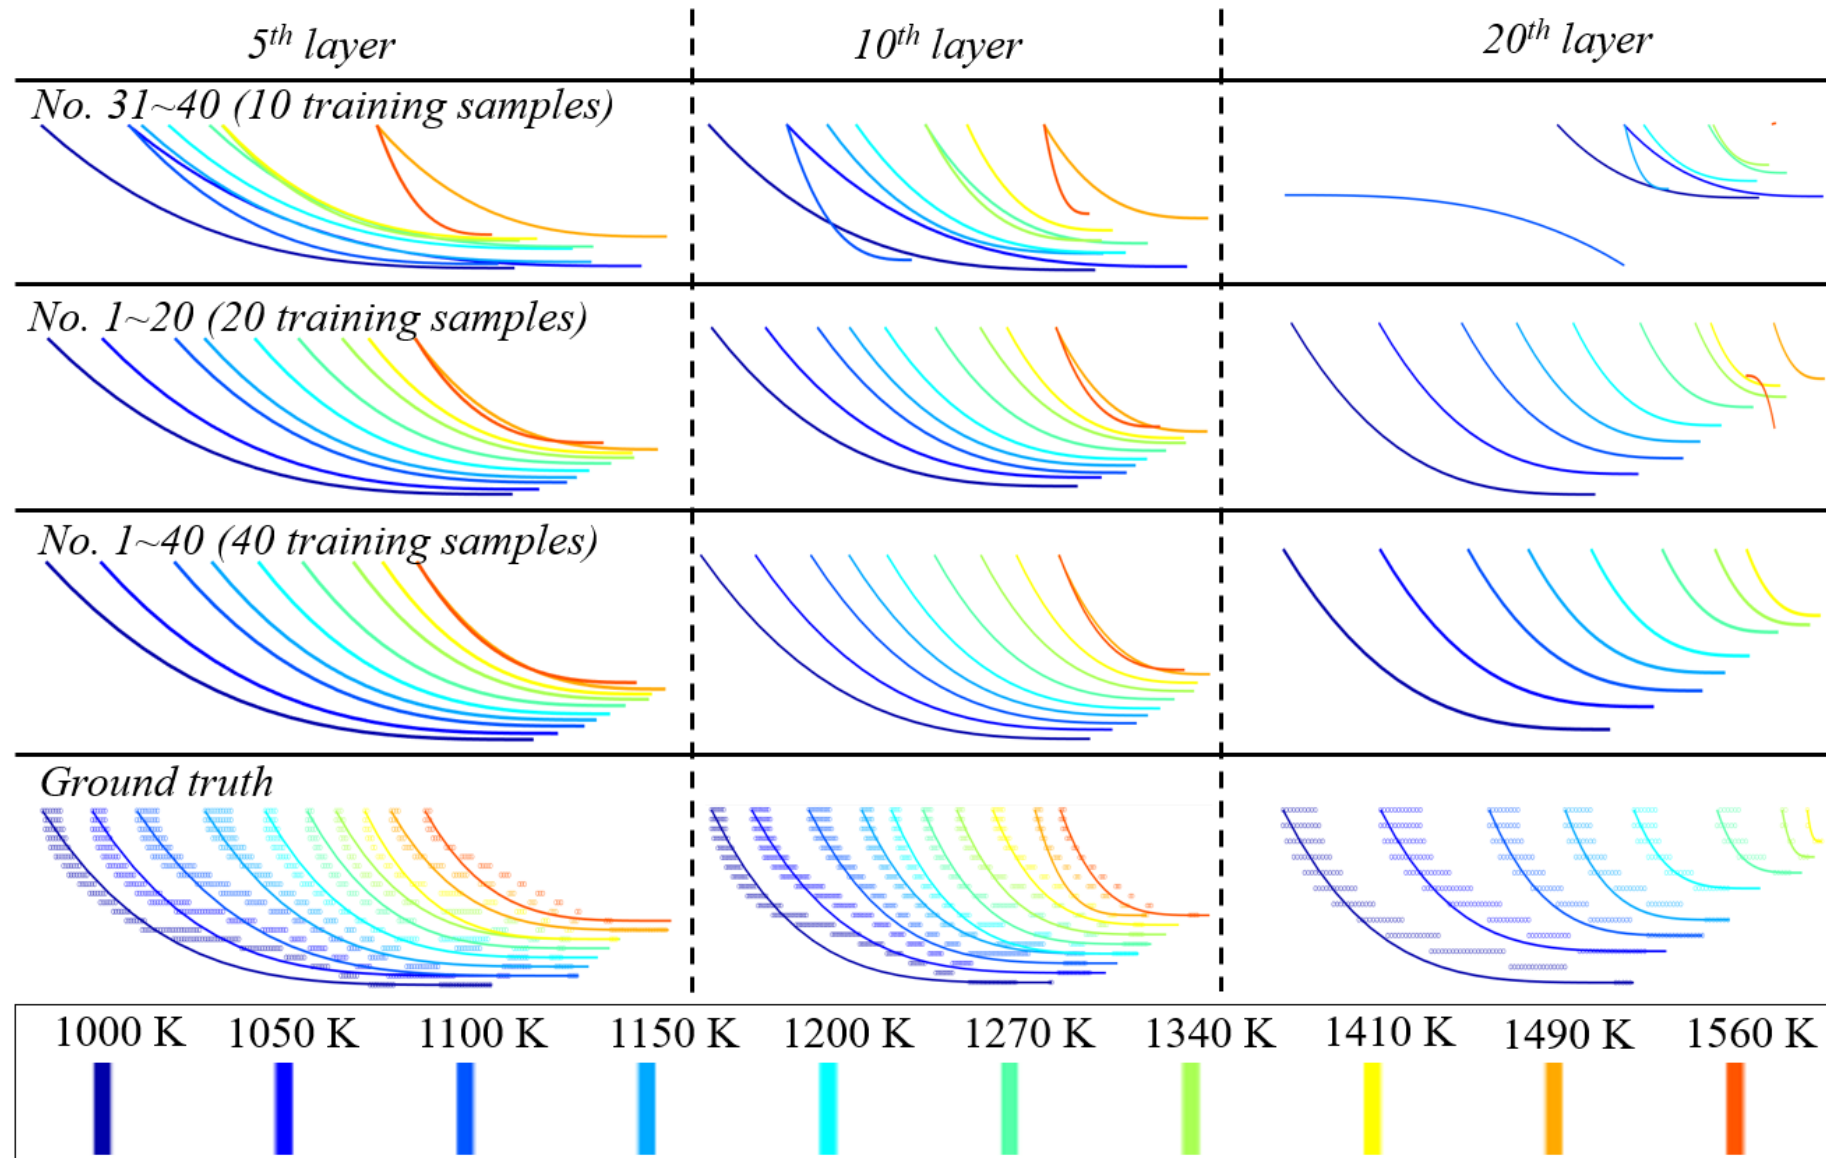 5th layer 10th layer 20th layer
No. 31~40 (10 training samples)
No. 1~20 (20 training samples)
No. 1~40 (40 training samples)
Ground truth
1000 K 1050 K 1100 K 1150 K 1200 K 1270 K 1340 K 1410 K 1490 K 1560 K